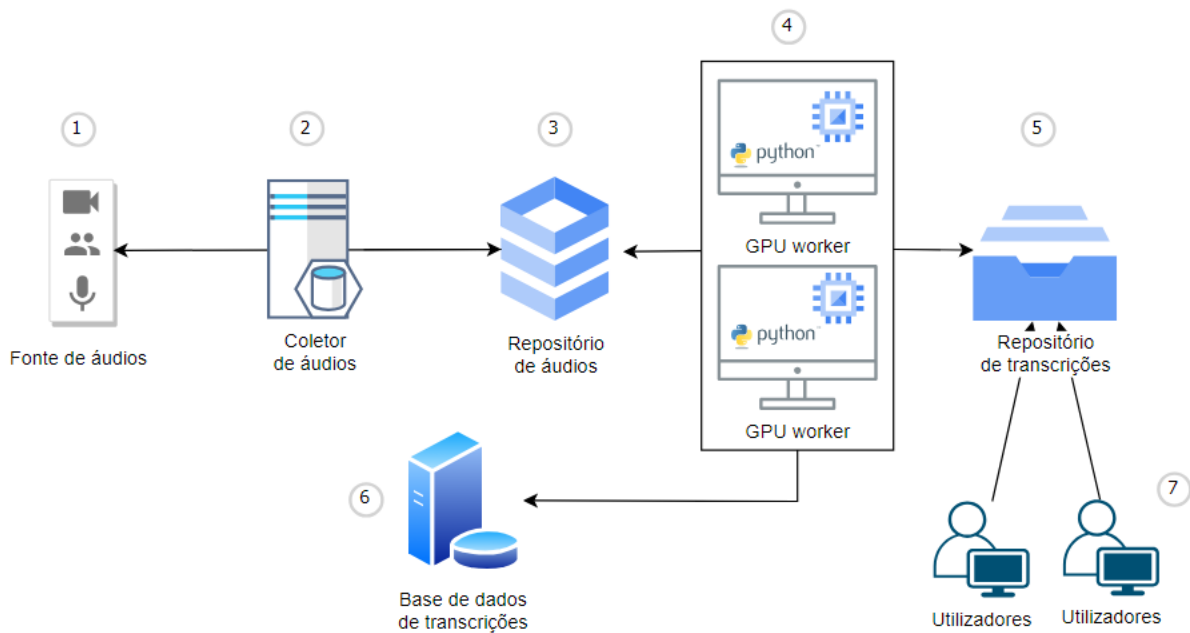 1
2
3
4
5
Fonte de áudios
Coletor
de áudios
Repositório
de áudios
python
GPU worker
python
GPU worker
Repositório
de transcrições
6
Base de dados
de transcrições
7
Utilizadores
Utilizadores